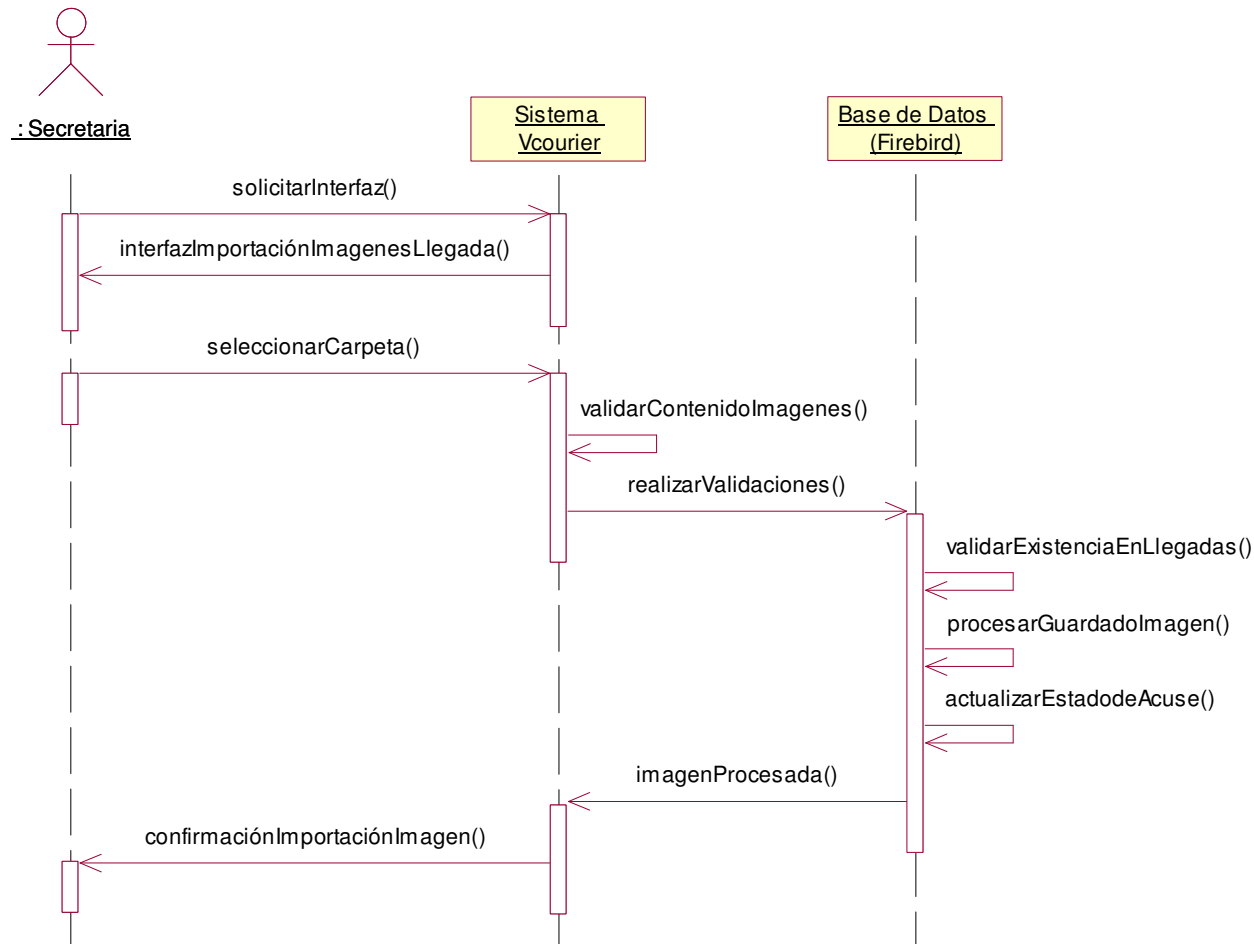 : Secretaria
Sistema
Vcourier
Base de Datos
(Firebird)
solicitarInterfaz()
interfazImportaciónImagenesLlegada()
seleccionarCarpeta()
validarContenidoImagenes()
realizarValidaciones()
validarExistenciaEnLlegadas()
procesarGuardadoImagen()
actualizarEstadodeAcuse()
imagenProcesada()
confirmaciónImportaciónImagen()